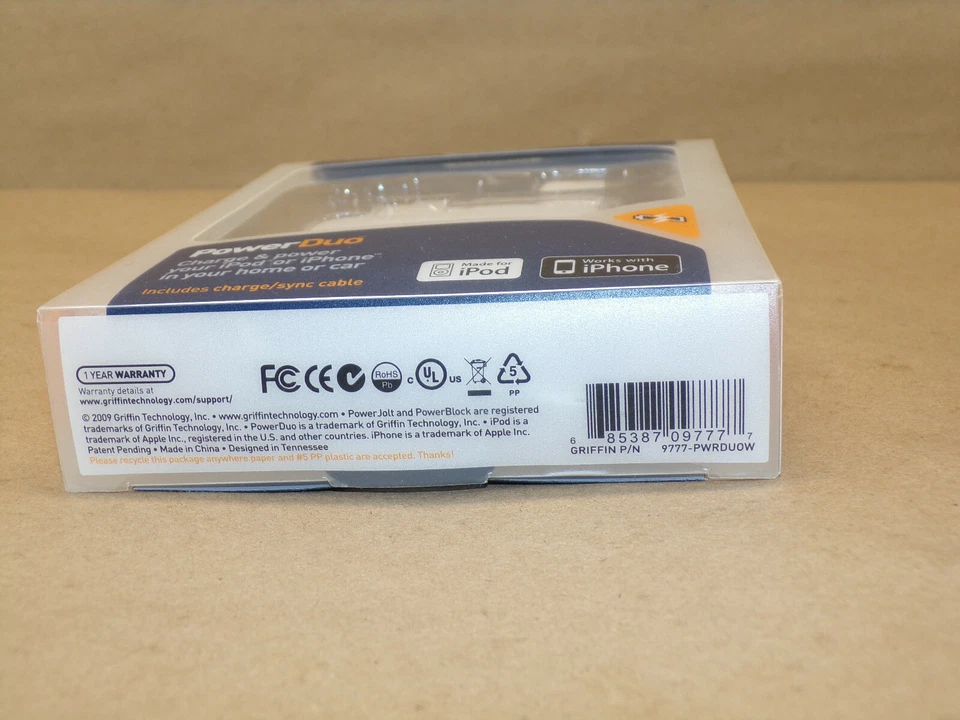 PowerDuo
Charge & power
your iPod or iPhone™
in your home or car
includes charge/sync cable
Made for
iPod
Works with
iPhone
1 YEAR WARRANTY
Warranty details at
www.griffintechnology.com/support/
FC CE RoHS Pb c UL US 5 PP
© 2009 Griffin Technology, Inc. • www.griffintechnology.com • PowerJolt and PowerBlock are registered
trademarks of Griffin Technology, Inc. • PowerDuo is a trademark of Griffin Technology, Inc. • iPod is a
trademark of Apple Inc., registered in the U.S. and other countries. iPhone is a trademark of Apple Inc.
Patent Pending • Made in China • Designed in Tennessee
Please recycle this package anywhere paper and #5 PP plastic are accepted. Thanks!
6 85387 09777 7
GRIFFIN P/N 9777-PWRDUOW